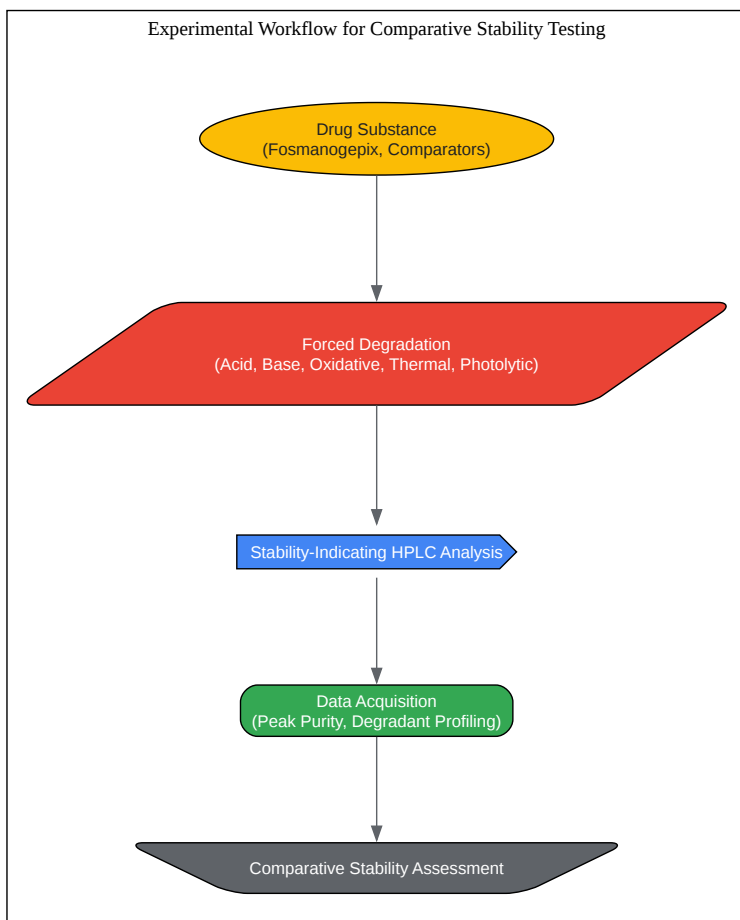 Experimental Workflow for Comparative Stability Testing
Drug Substance
(Fosmanogepix, Comparators)
Forced Degradation
(Acid, Base, Oxidative, Thermal, Photolytic)
Stability-Indicating HPLC Analysis
Data Acquisition
(Peak Purity, Degradant Profiling)
Comparative Stability Assessment